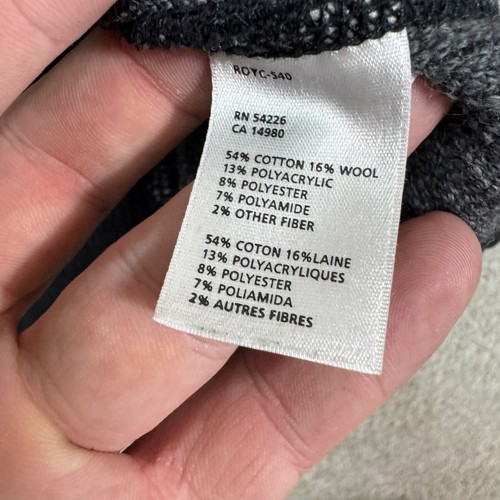 ROYC-540
RN 54226
CA 14980
54% COTTON 16% WOOL
13% POLYACRYLIC
8% POLYESTER
7% POLYAMIDE
2% OTHER FIBER
54% COTON 16%LAINE
13% POLYACRYLIQUES
8% POLYESTER
7% POLIAMIDA
2% AUTRES FIBRES